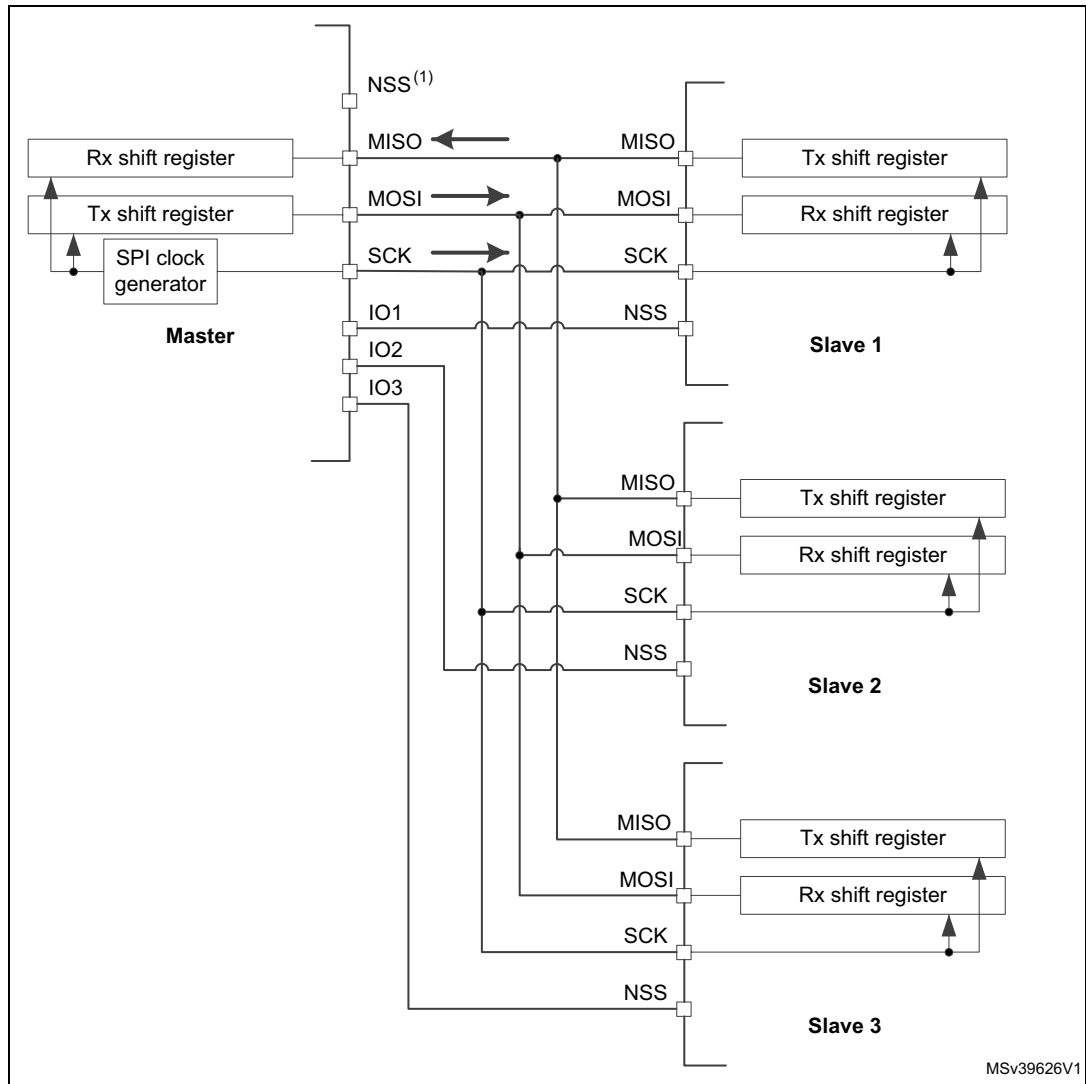 NSS(1)
MISO
MISO
Rx shift register
Tx shift register
MOSI
MOSI
Tx shift register
Rx shift register
SCK
SCK
SPI clock
generator
IO1
NSS
Master
Slave 1
IO2
IO3
MISO
Tx shift register
MOSI
Rx shift register
SCK
NSS
Slave 2
MISO
Tx shift register
MOSI
Rx shift register
SCK
NSS
Slave 3
MSv39626V1